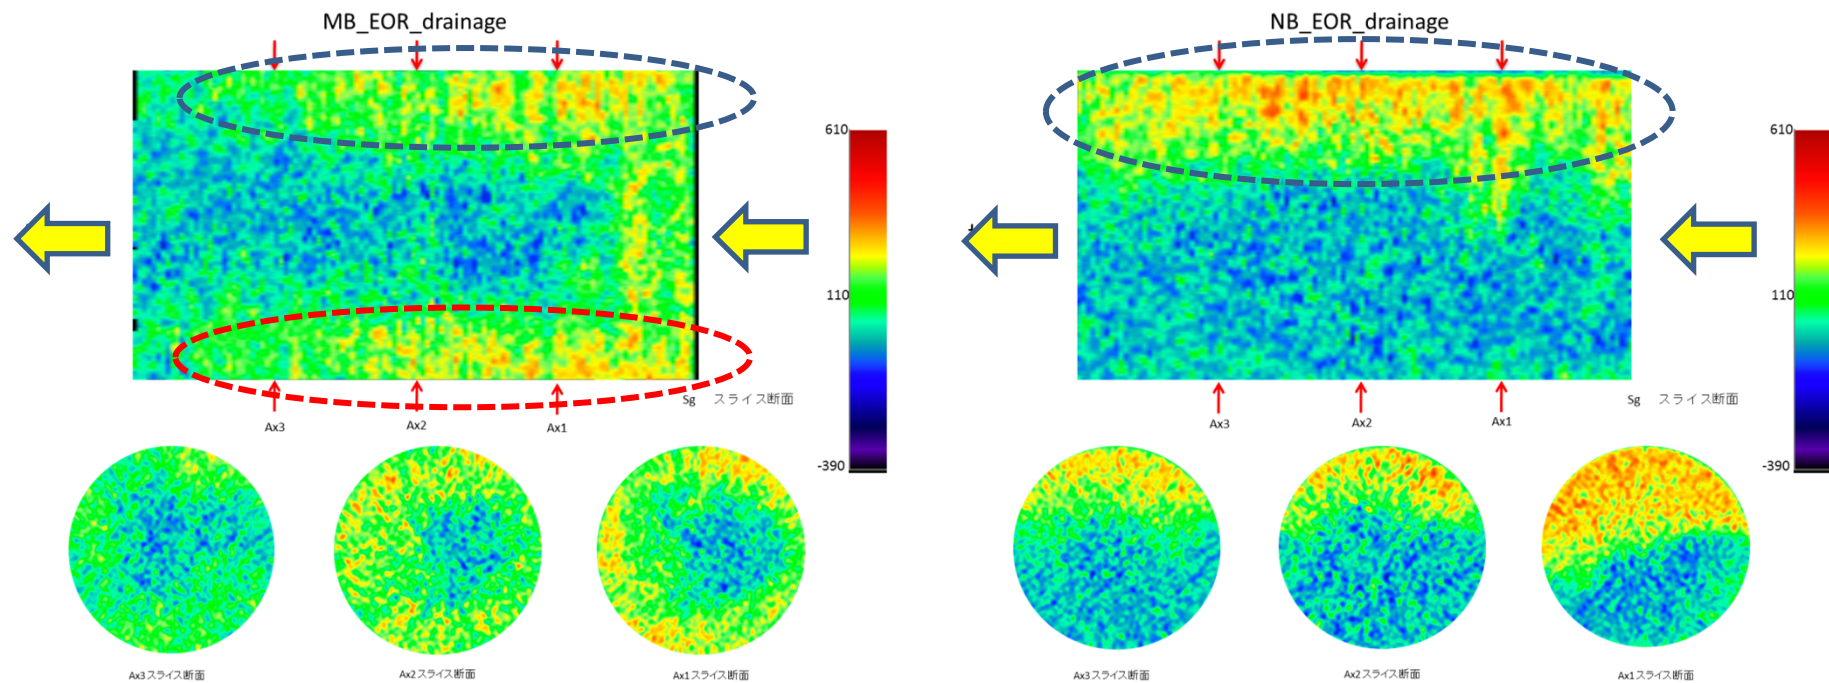 MB_EOR_drainage
610
110
-390
Sg スライス断面
Ax3
Ax2
Ax1
Ax3スライス断面
Ax2スライス断面
Ax1スライス断面
NB_EOR_drainage
610
110
-390
Sg スライス断面
Ax3
Ax2
Ax1
Ax3スライス断面
Ax2スライス断面
Ax1スライス断面